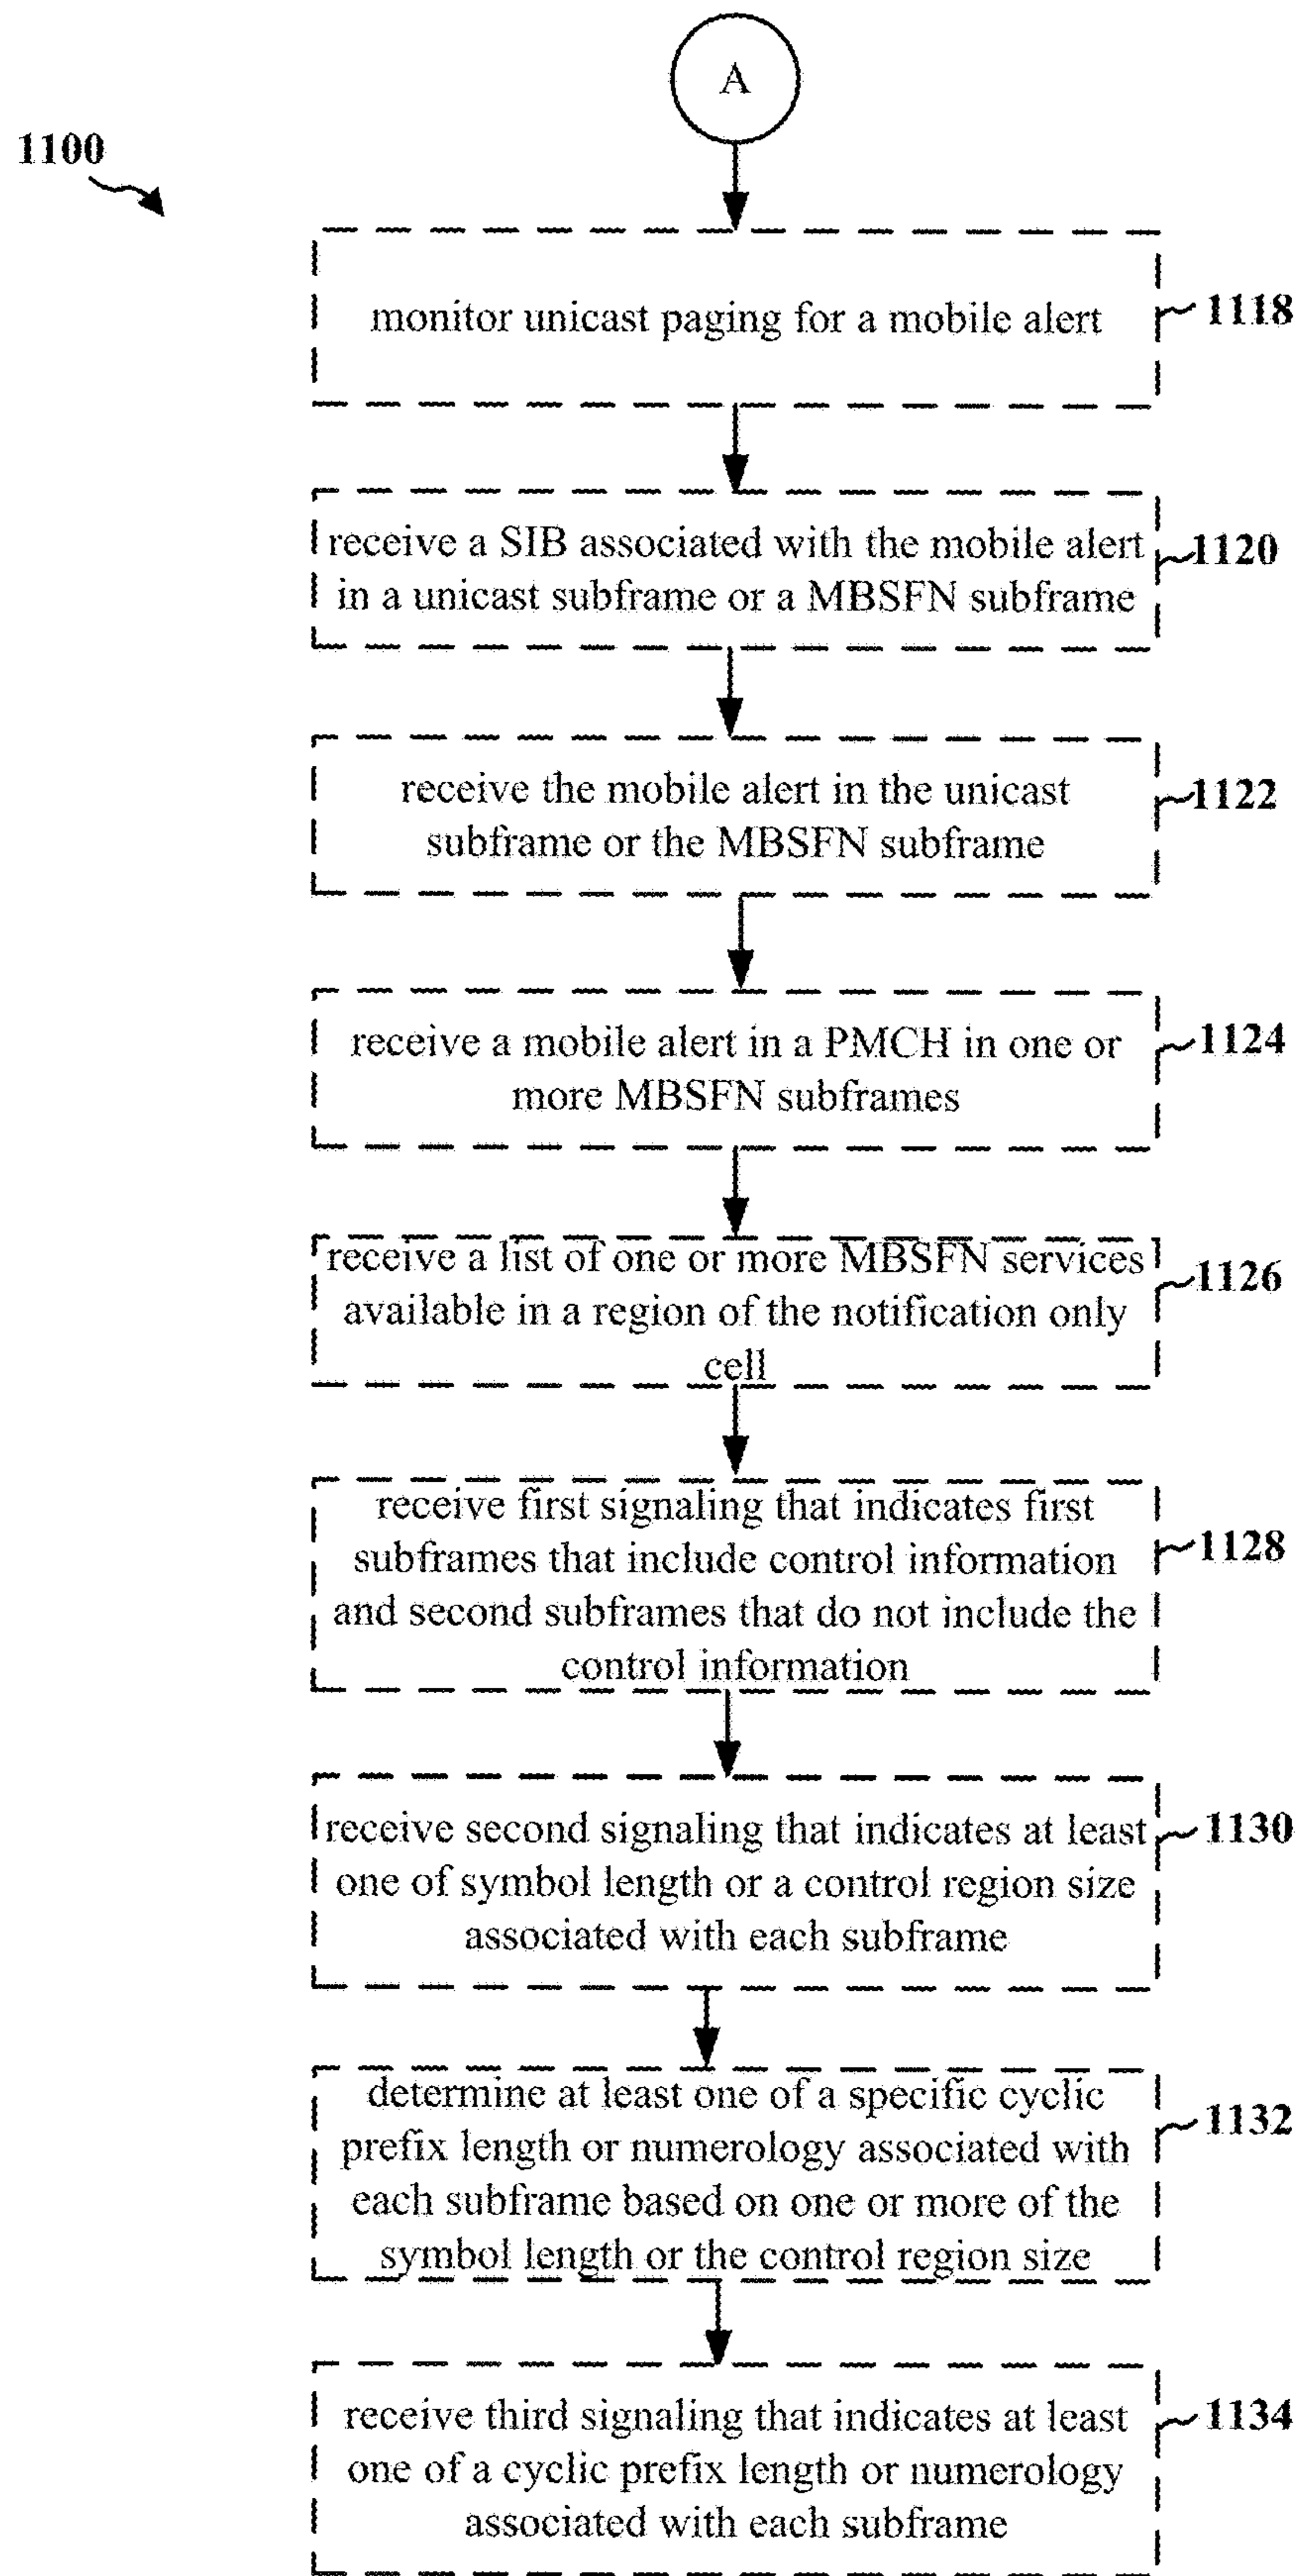 A
1100
monitor unicast paging for a mobile alert
1118
receive a SIB associated with the mobile alert
in a unicast subframe or a MBSFN subframe
1120
receive the mobile alert in the unicast
subframe or the MBSFN subframe
1122
receive a mobile alert in a PMCH in one or
more MBSFN subframes
1124
receive a list of one or more MBSFN services
available in a region of the notification only
cell
1126
receive first signaling that indicates first
subframes that include control information
and second subframes that do not include the
control information
1128
receive second signaling that indicates at least
one of symbol length or a control region size
associated with each subframe
1130
determine at least one of a specific cyclic
prefix length or numerology associated with
each subframe based on one or more of the
symbol length or the control region size
1132
receive third signaling that indicates at least
one of a cyclic prefix length or numerology
associated with each subframe
1134